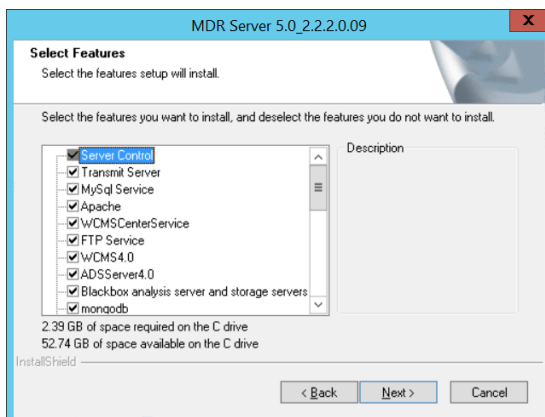 MDR Server 5.0_2.2.2.0.09
x
Select Features
Select the features setup will install.
Select the features you want to install, and deselect the features you do not want to install.
Server Control
Transmit Server
MySql Service
Apache
WCMSCenterService
FTP Service
WCMS4.0
ADSServer4.0
Blackbox analysis server and storage servers
mongodb
Description
2.39 GB of space required on the C drive
52.74 GB of space available on the C drive
InstallShield
< Back
Next >
Cancel